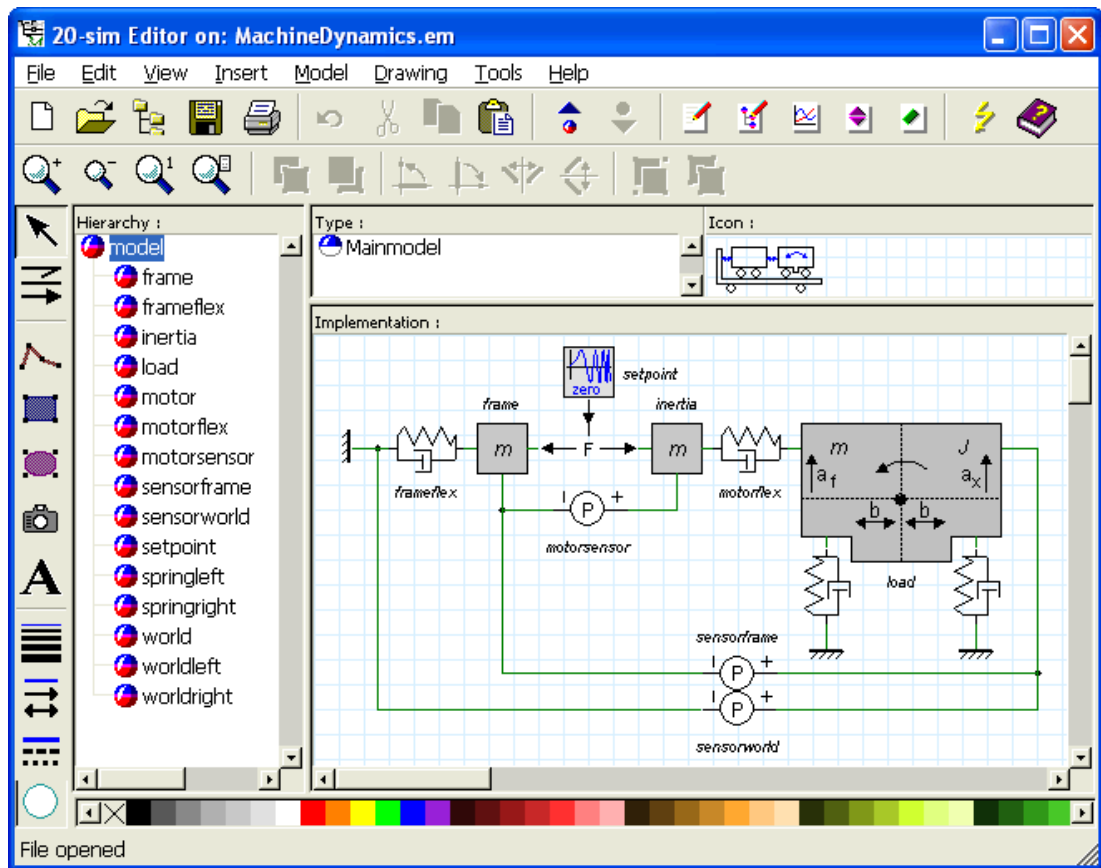 20-sim Editor on: MachineDynamics.em
File Edit View Insert Model Drawing Tools Help
Hierarchy :
model
frame
frameflex
inertia
load
motor
motorflex
motorsensor
sensorframe
sensorworld
setpoint
springleft
springright
world
worldleft
worldright
Type :
Mainmodel
Icon :
Implementation :
zero
setpoint
frame
inertia
m
F
m
frameflex
motorflex
P
motorsensor
m
J
af
ax
b
b
load
sensorframe
P
P
sensorworld
A
File opened